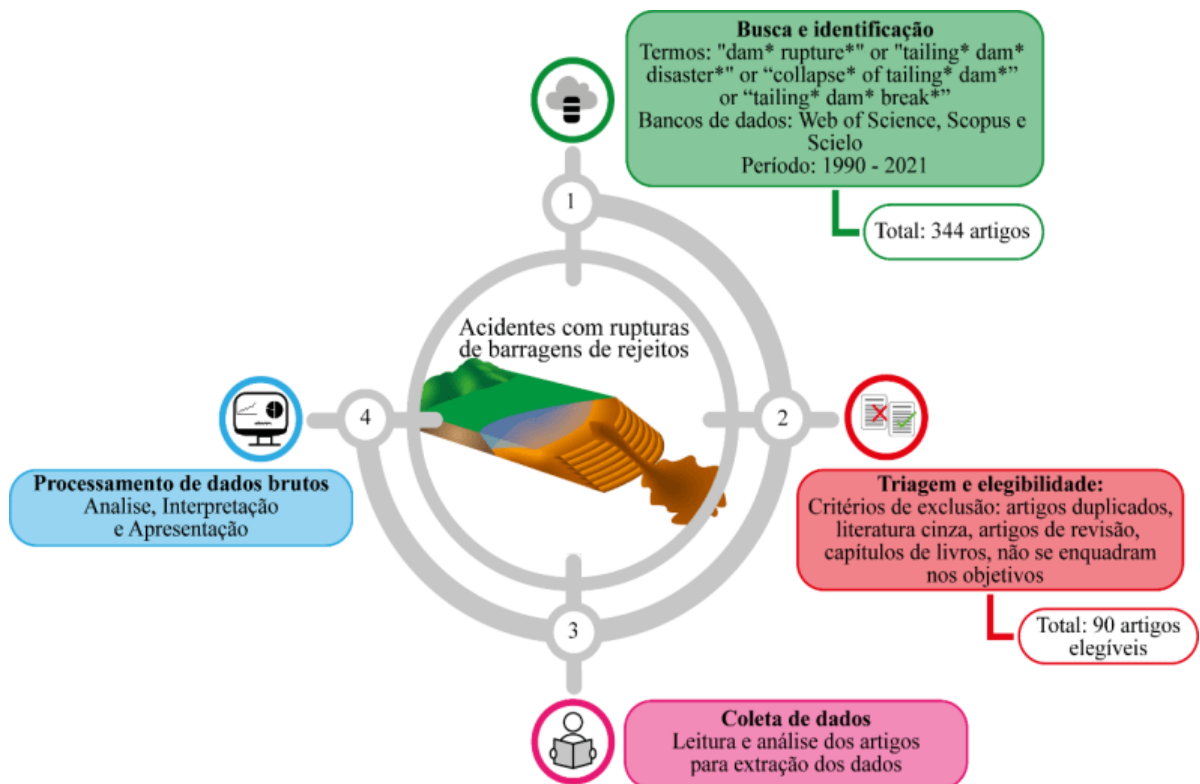 Busca e identificação
Termos: "dam* rupture*" or "tailing* dam*
disaster*" or “collapse* of tailing* dam*”
or “tailing* dam* break*”
Bancos de dados: Web of Science, Scopus e
Scielo
Período: 1990 - 2021
Total: 344 artigos
1
Acidentes com rupturas
de barragens de rejeitos
2
Triagem e elegibilidade:
Critérios de exclusão: artigos duplicados,
literatura cinza, artigos de revisão,
capítulos de livros, não se enquadram
nos objetivos
Total: 90 artigos
elegíveis
3
Coleta de dados
Leitura e análise dos artigos
para extração dos dados
4
Processamento de dados brutos
Analise, Interpretação
e Apresentação